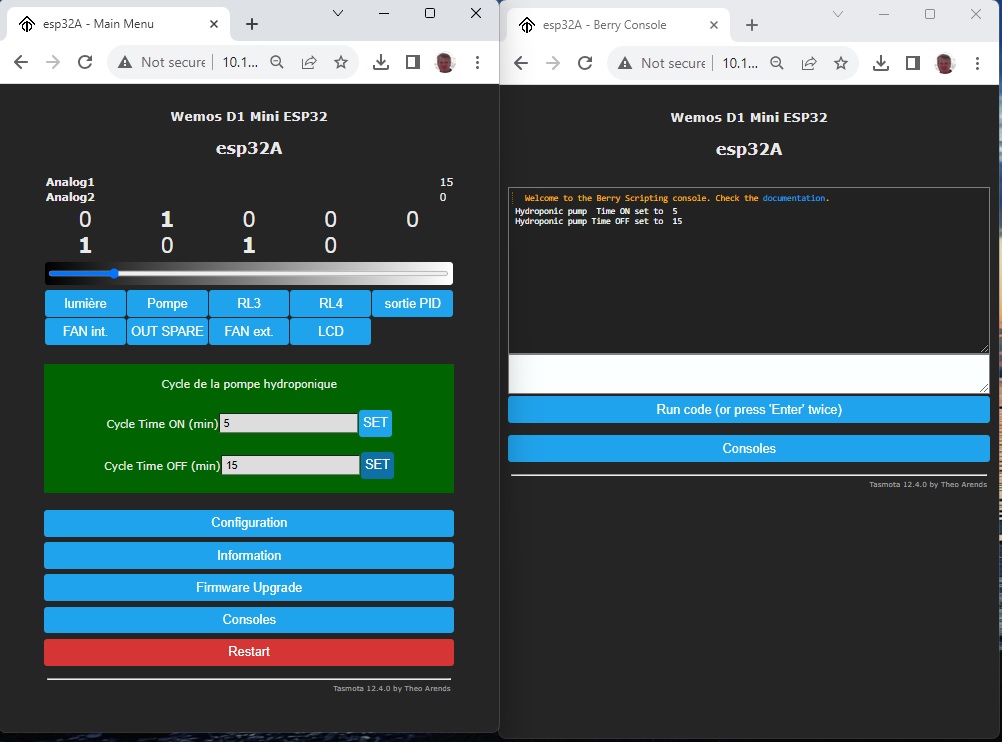 esp32A - Main Menu
Not secure 10.1...
Wemos D1 Mini ESP32
esp32A
Analog1 15
Analog2 0
0 1 0 0 0
1 0 1 0
lumière Pompe RL3 RL4 sortie PID
FAN int. OUT SPARE FAN ext. LCD
Cycle de la pompe hydroponique
Cycle Time ON (min) 5 SET
Cycle Time OFF (min) 15 SET
Configuration
Information
Firmware Upgrade
Consoles
Restart
Tasmota 12.4.0 by Theo Arends
esp32A - Berry Console
Not secure 10.1...
Wemos D1 Mini ESP32
esp32A
Welcome to the Berry Scripting console. Check the documentation.
Hydroponic pump  Time ON set to  5
Hydroponic pump Time OFF set to  15
Run code (or press 'Enter' twice)
Consoles
Tasmota 12.4.0 by Theo Arends